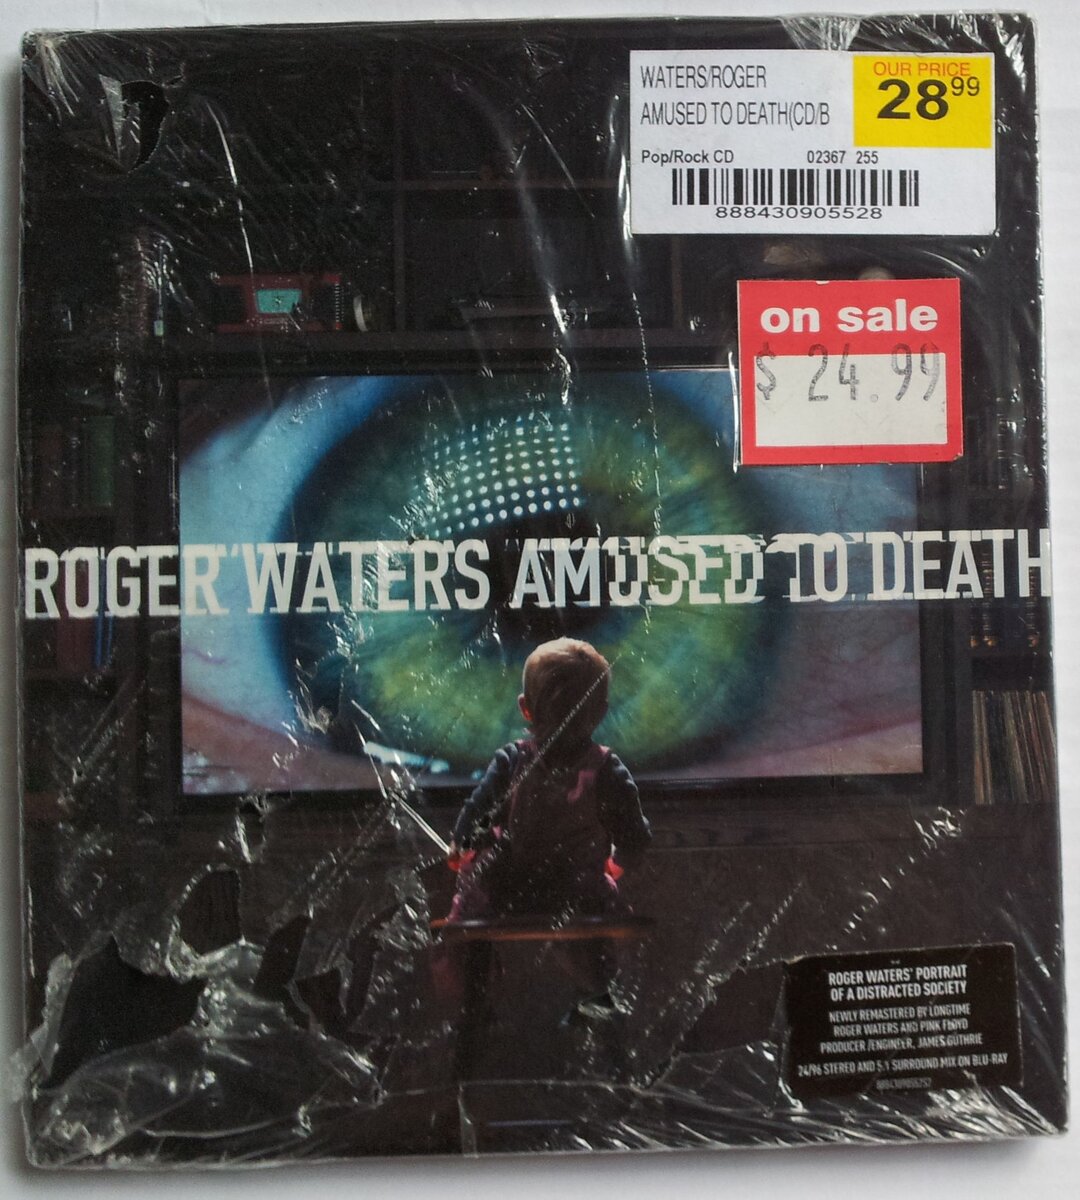 WATERS/ROGER
AMUSED TO DEATH(CD/B
OUR PRICE
28 99
Pop/Rock CD 02367 255
888430905528
on sale
$ 24.99
ROGER WATERS AMUSED TO DEATH
ROGER WATERS' PORTRAIT
OF A DISTRACTED SOCIETY
NEWLY REMASTERED BY LONGTIME
ROGER WATERS AND PINK FLOYD
PRODUCER/ENGINEER, JAMES GUTHRIE
24/96 STEREO AND 5.1 SURROUND MIX ON BLU-RAY